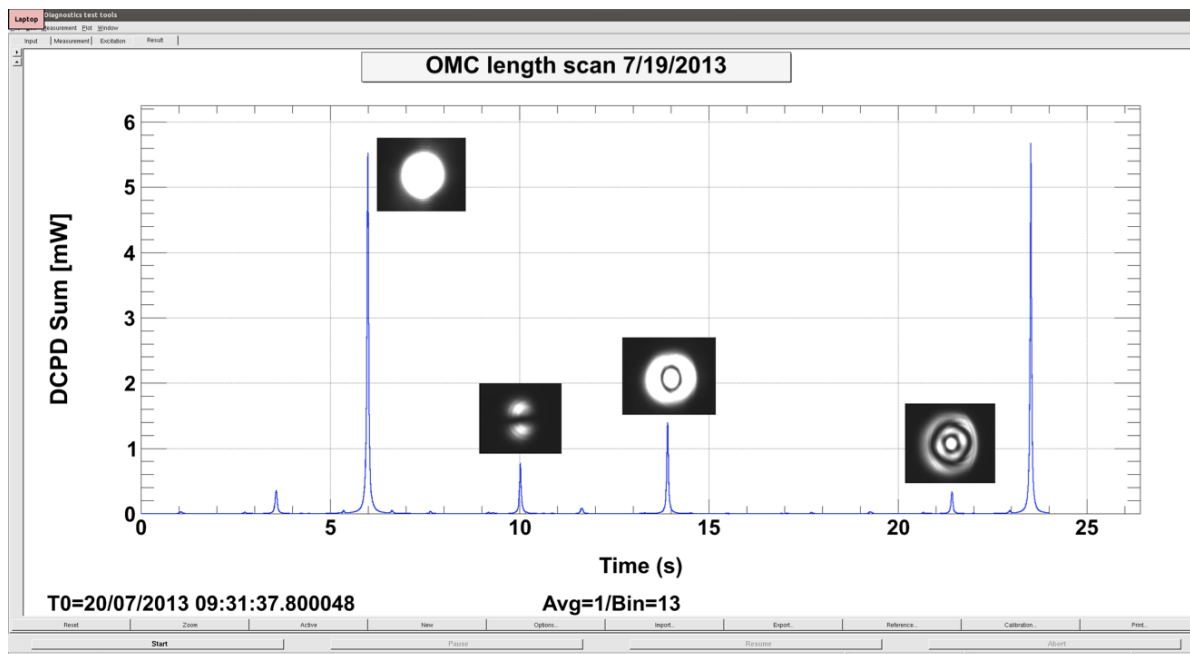 Laptop
Diagnostics test tools
Measurement Plot Window
Input Measurement Excitation Result
OMC length scan 7/19/2013
DCPD Sum [mW]
6
5
4
3
2
1
0
0 5 10 15 20 25
Time (s)
T0=20/07/2013 09:31:37.800048 Avg=1/Bin=13
Reset Zoom Active New Options... Import... Export... Reference... Calibration... Print...
Start Pause Resume Abort